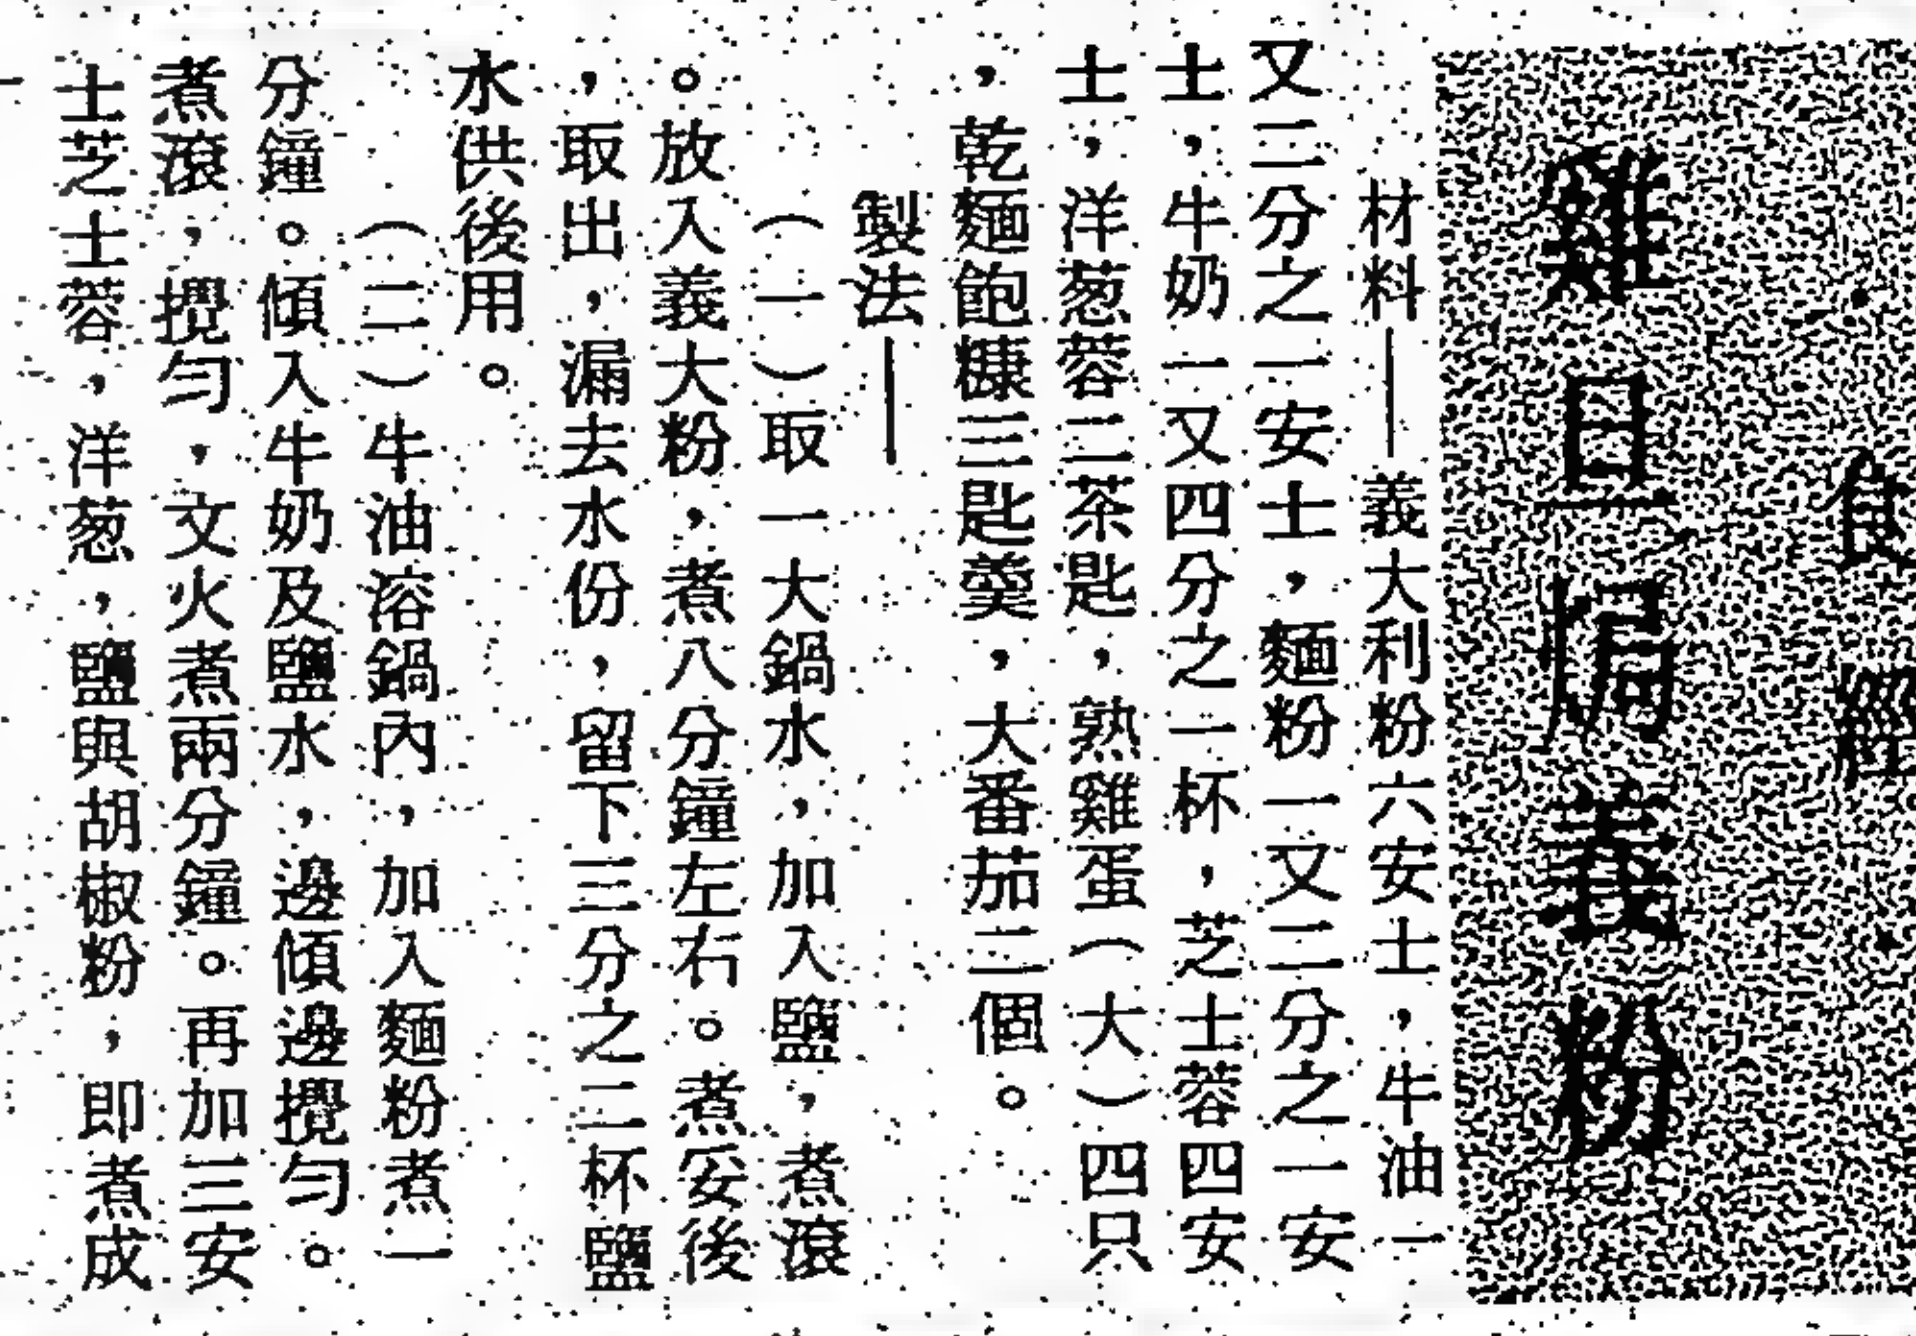 食經
雞旦焗義粉
材料——義大利粉六安士，牛油一
又二分之一安士，麵粉一又二分之一安
士，牛奶一又四分之一杯，芝士蓉四安
士，洋葱蓉二茶匙，熟雞蛋（大）四只
，乾麵飽糠三匙羹，大番茄二個。
製法——
（一）取一大鍋水，加入鹽，煮滾
。放入義大粉，煮八分鐘左右。煮妥後
，取出，漏去水份，留下三分之二杯鹽
水供後用。
（二）牛油溶鍋內，加入麵粉煮一
分鐘。傾入牛奶及鹽水，邊傾邊攪勻。
煮滾，攪勻，文火煮兩分鐘。再加三安
士芝士蓉，洋葱，鹽與胡椒粉，即煮成